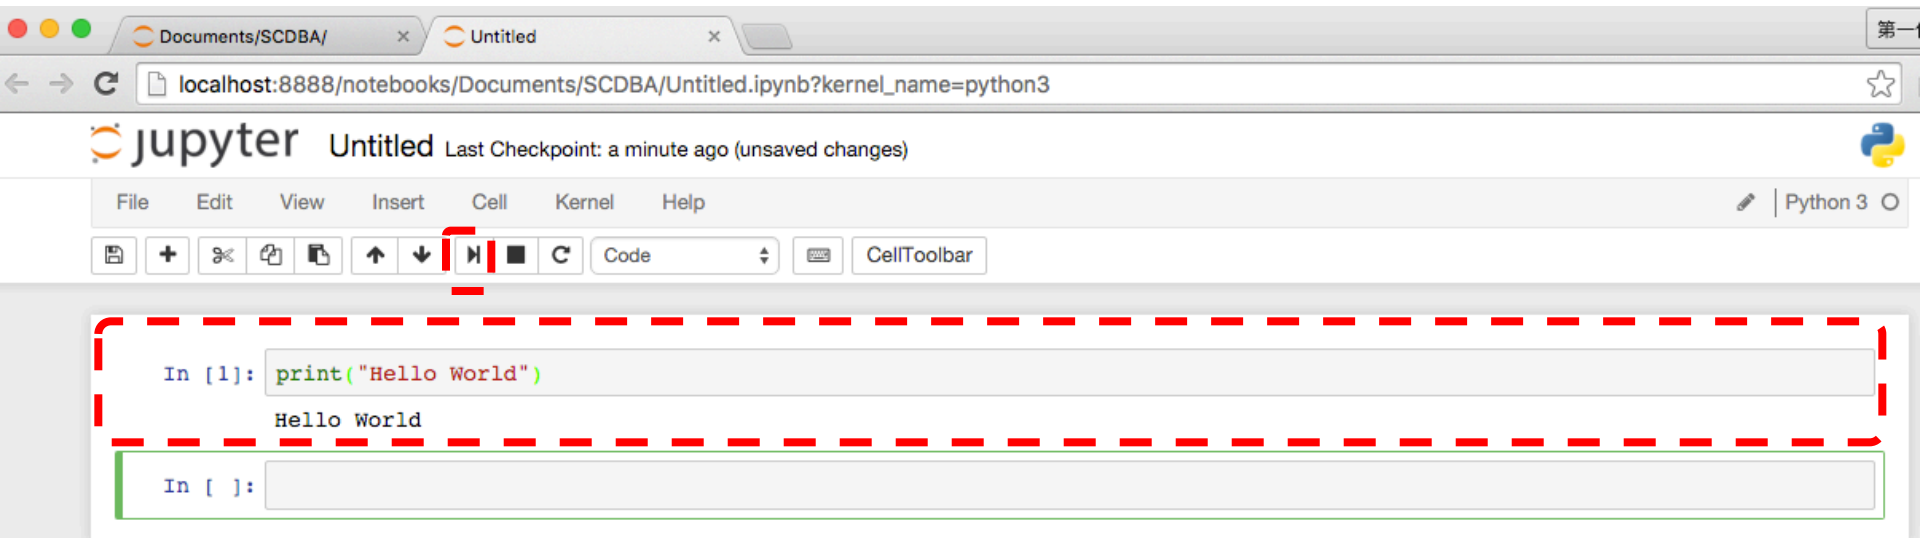 Documents/SCDBA/ Untitled 第一
localhost:8888/notebooks/Documents/SCDBA/Untitled.ipynb?kernel_name=python3
jupyter Untitled Last Checkpoint: a minute ago (unsaved changes)
File Edit View Insert Cell Kernel Help Python 3
Code CellToolbar
In [1]: print("Hello World")
Hello World
In [ ]: